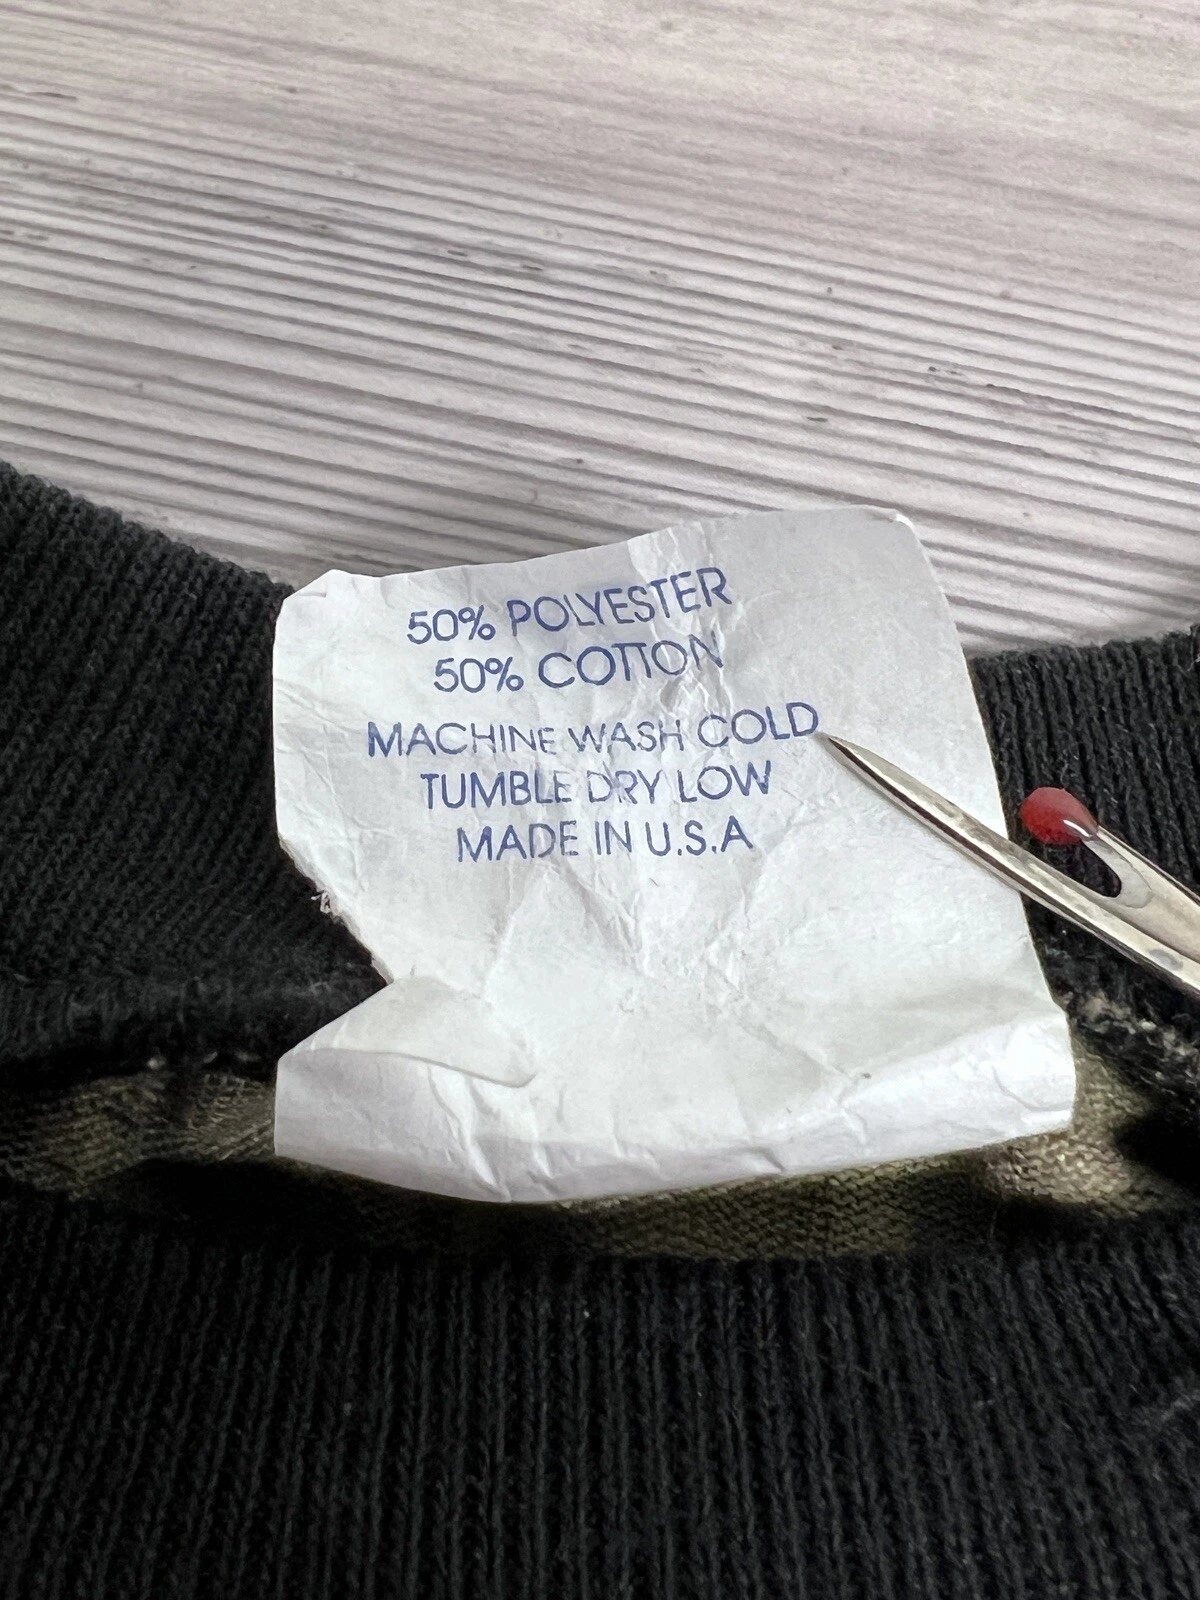 50% POLYESTER
50% COTTON
MACHINE WASH COLD
TUMBLE DRY LOW
MADE IN U.S.A